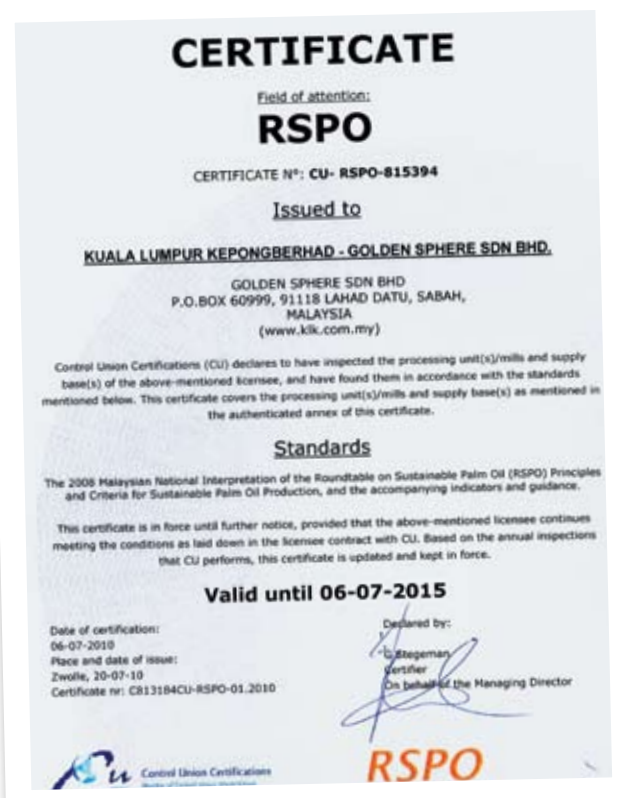 CERTIFICATE
Field of attention:
RSPO
CERTIFICATE N°: CU- RSPO-815394
Issued to
KUALA LUMPUR KEPONGBERHAD - GOLDEN SPHERE SDN BHD.
GOLDEN SPHERE SDN BHD
P.O.BOX 60999, 91118 LAHAD DATU, SABAH,
MALAYSIA
(www.klk.com.my)
Control Union Certifications (CU) declares to have inspected the processing unit(s)/mills and supply
base(s) of the above-mentioned licensee, and have found them in accordance with the standards
mentioned below. This certificate covers the processing unit(s)/mills and supply base(s) as mentioned in
the authenticated annex of this certificate.
Standards
The 2008 Malaysian National Interpretation of the Roundtable on Sustainable Palm Oil (RSPO) Principles
and Criteria for Sustainable Palm Oil Production, and the accompanying indicators and guidance.
This certificate is in force until further notice, provided that the above-mentioned licensee continues
meeting the conditions as laid down in the licensee contract with CU. Based on the annual inspections
that CU performs, this certificate is updated and kept in force.
Valid until 06-07-2015
Date of certification:
06-07-2010
Place and date of issue:
Zwolle, 20-07-10
Certificate nr: C813184CU-RSPO-01.2010
Declared by:
Stegeman
Certifier
On behalf of the Managing Director
Cu Control Union Certifications
RSPO